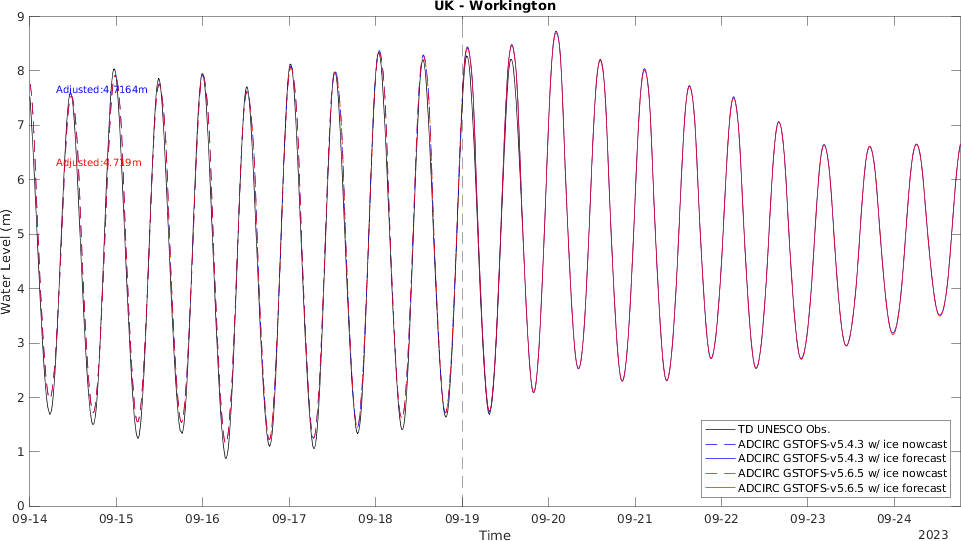 UK - Workington
9
8
7
6
5
4
3
2
1
0
Water Level (m)
Adjusted:4.7164m
Adjusted:4.719m
TD UNESCO Obs.
ADCIRC GSTOFS-v5.4.3 w/ ice nowcast
ADCIRC GSTOFS-v5.4.3 w/ ice forecast
ADCIRC GSTOFS-v5.6.5 w/ ice nowcast
ADCIRC GSTOFS-v5.6.5 w/ ice forecast
09-14 09-15 09-16 09-17 09-18 09-19 09-20 09-21 09-22 09-23 09-24
Time
2023